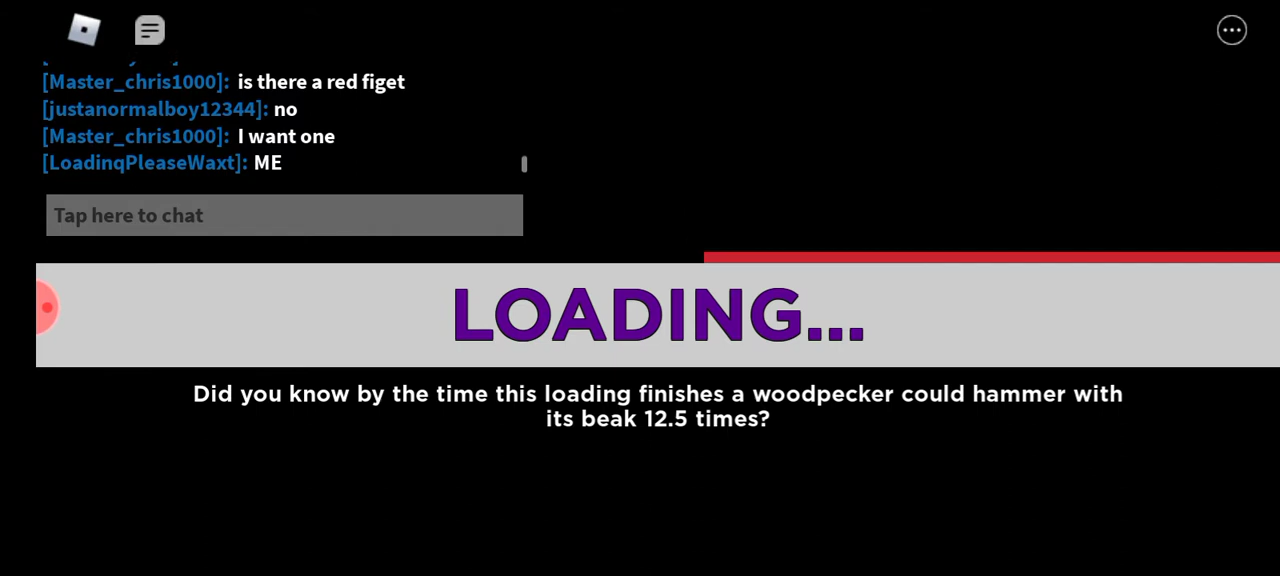 [Master_chris1000]: is there a red figet
[justanormalboy12344]: no
[Master_chris1000]: I want one
[LoadinqPleaseWaxt]: ME
Tap here to chat
LOADING...
Did you know by the time this loading finishes a woodpecker could hammer with
its beak 12.5 times?